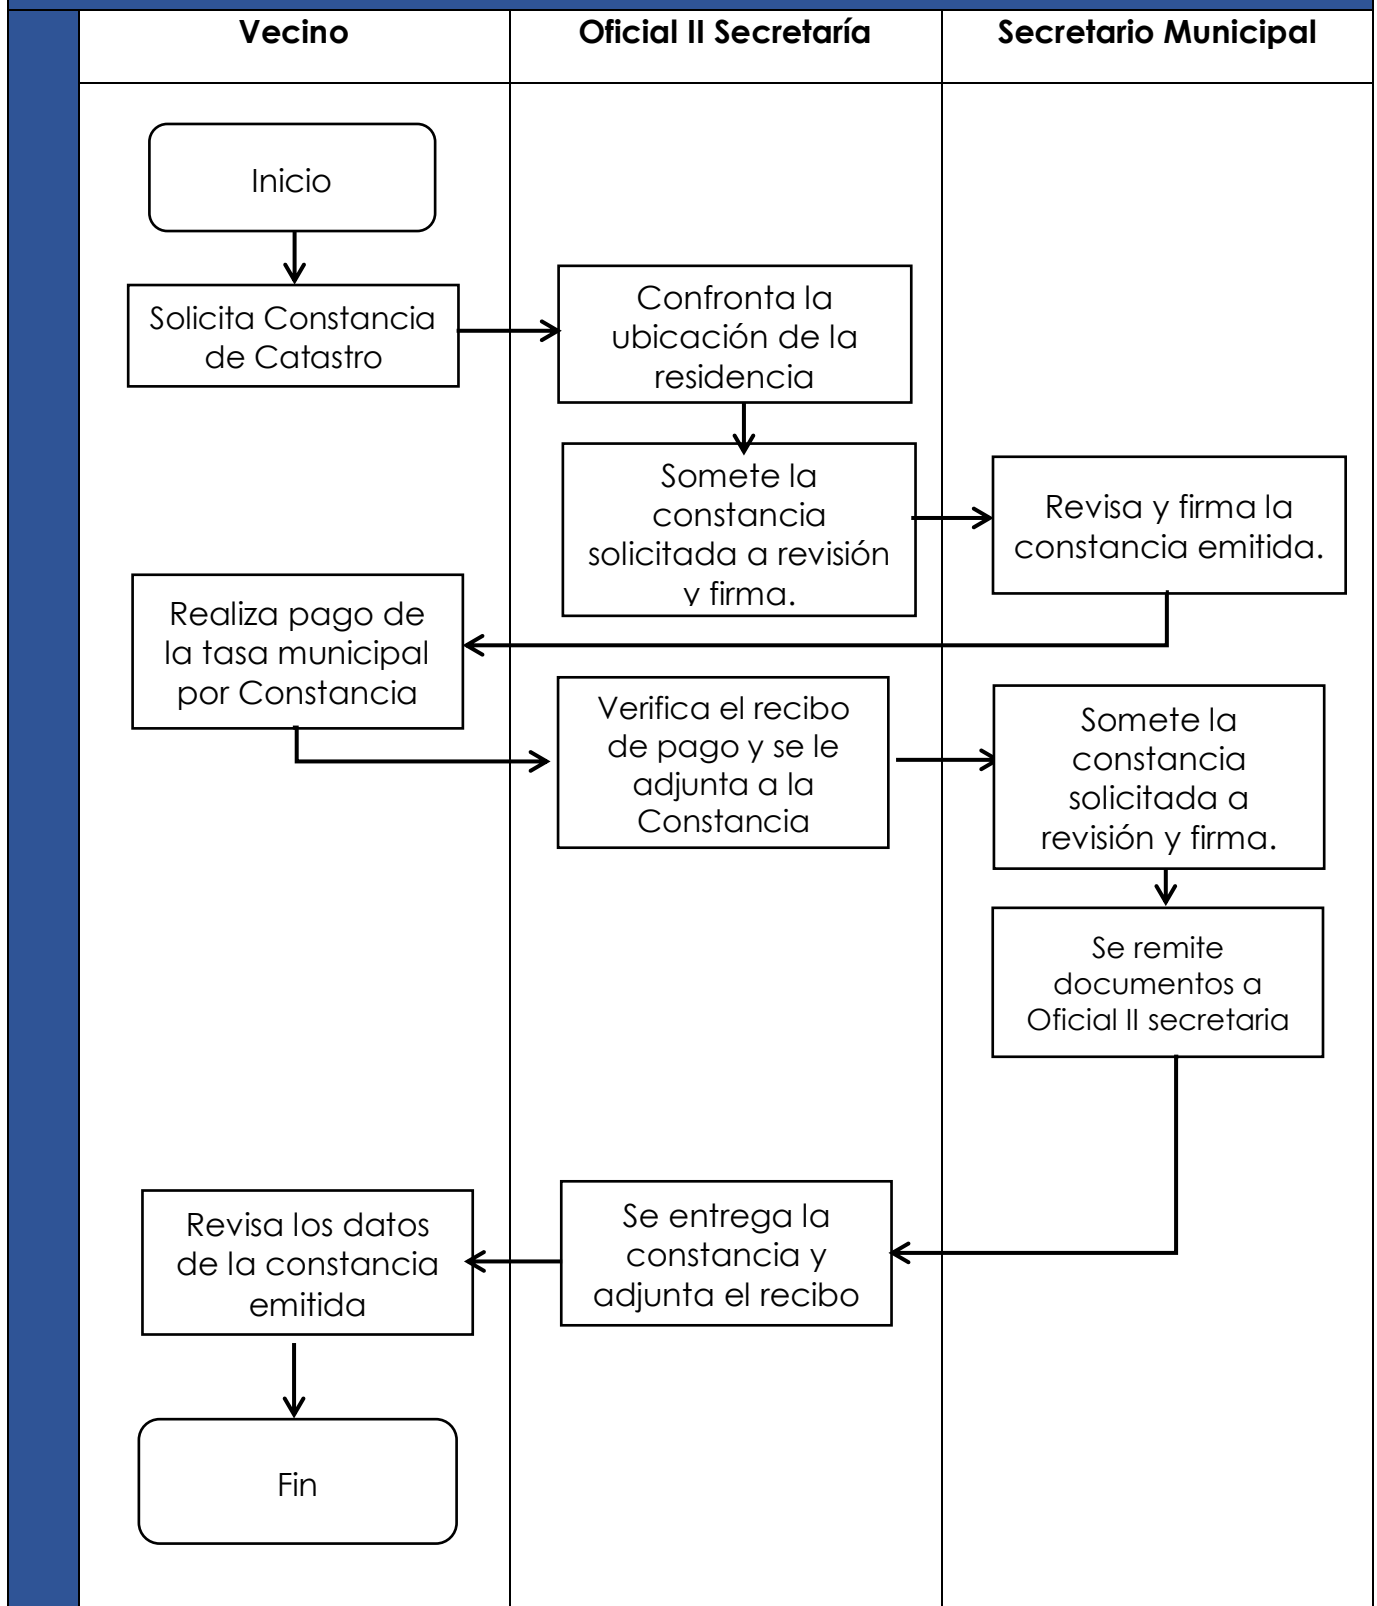 Vecino
Oficial II Secretaría
Secretario Municipal
Inicio
Solicita Constancia
de Catastro
Confronta la
ubicación de la
residencia
Somete la
constancia
solicitada a revisión
y firma.
Revisa y firma la
constancia emitida.
Realiza pago de
la tasa municipal
por Constancia
Verifica el recibo
de pago y se le
adjunta a la
Constancia
Somete la
constancia
solicitada a
revisión y firma.
Se remite
documentos a
Oficial II secretaria
Se entrega la
constancia y
adjunta el recibo
Revisa los datos
de la constancia
emitida
Fin